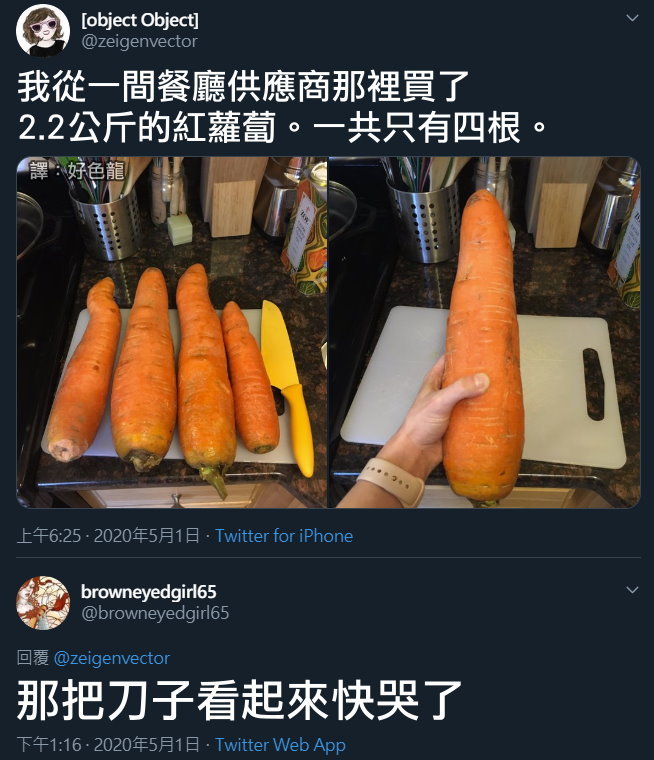 [object Object]
@zeigenvector
我從一間餐廳供應商那裡買了
2.2公斤的紅蘿蔔。一共只有四根。
譯：好色龍
上午6:25 · 2020年5月1日 · Twitter for iPhone
browneyedgirl65
@browneyedgirl65
回覆 @zeigenvector
那把刀子看起來快哭了
下午1:16 · 2020年5月1日 · Twitter Web App